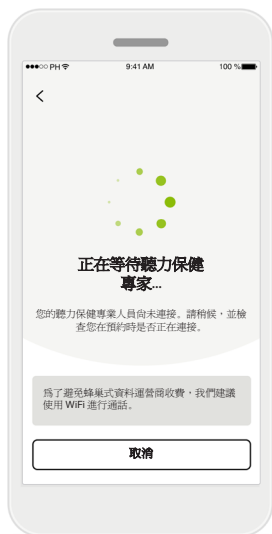 ●●●○○ PH 9:41 AM 100 %
正在等待聽力保健
專家...
您的聽力保健專業人員尚未連接。請稍候，並檢
查您在預約時是否正在連接。
為了避免蜂巢式資料運營商收費，我們建議
使用 WiFi 進行通話。
取消